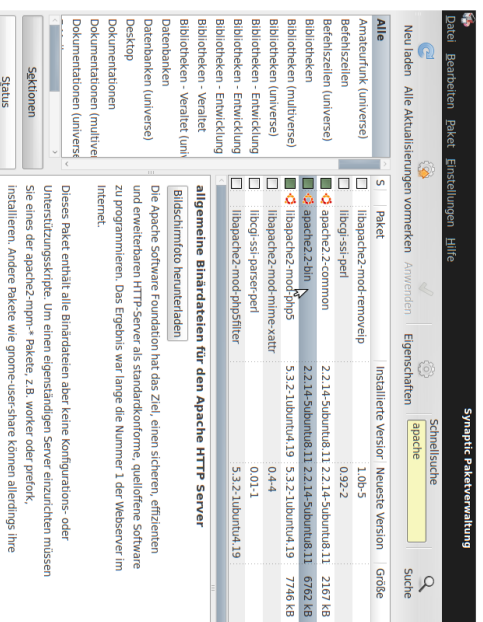 Synaptic Paketverwaltung
Datei Bearbeiten Paket Einstellungen Hilfe
Schnellsuche
Neu laden Alle Aktualisierungen vormerken Anwenden Eigenschaften apache Suche
Alle
Amateurfunk (universe)
Befehlszeilen
Befehlszeilen (universe)
Bibliotheken
Bibliotheken (multiverse)
Bibliotheken (universe)
Bibliotheken - Entwicklung
Bibliotheken - Entwicklung
Bibliotheken - Entwicklung
Bibliotheken - Veraltet
Bibliotheken - Veraltet (uni
Datenbanken
Datenbanken (universe)
Desktop
Dokumentationen
Dokumentationen (multiver
Dokumentationen (universe
Sektionen
Status
S Paket Installierte Version Neueste Version Größe
libapache2-mod-removeip 1.0b-5
libcgi-ssi-perl 0.92-2
apache2.2-common 2.2.14-5ubuntu8.11 2.2.14-5ubuntu8.11 2167 kB
apache2.2-bin 2.2.14-5ubuntu8.11 2.2.14-5ubuntu8.11 6762 kB
libapache2-mod-php5 5.3.2-1ubuntu4.19 5.3.2-1ubuntu4.19 7746 kB
libapache2-mod-mime-xattr 0.4-4
libcgi-ssi-parser-perl 0.01-1
libapache2-mod-php5filter 5.3.2-1ubuntu4.19
allgemeine Binärdateien für den Apache HTTP Server
Bildschirmfoto herunterladen
Die Apache Software Foundation hat das Ziel, einen sicheren, effizienten
und erweiterbaren HTTP-Server als standardkonforme, quelloffene Software
zu programmieren. Das Ergebnis war lange die Nummer 1 der Webserver im
Internet.
Dieses Paket enthält alle Binärdateien aber keine Konfigurations- oder
Unterstützungsskripte. Um einen eigenständigen Server einzurichten müssen
Sie eines der apache2-mpm-* Pakete, z.B. worker oder prefork,
installieren. Andere Pakete wie gnome-user-share können allerdings ihre